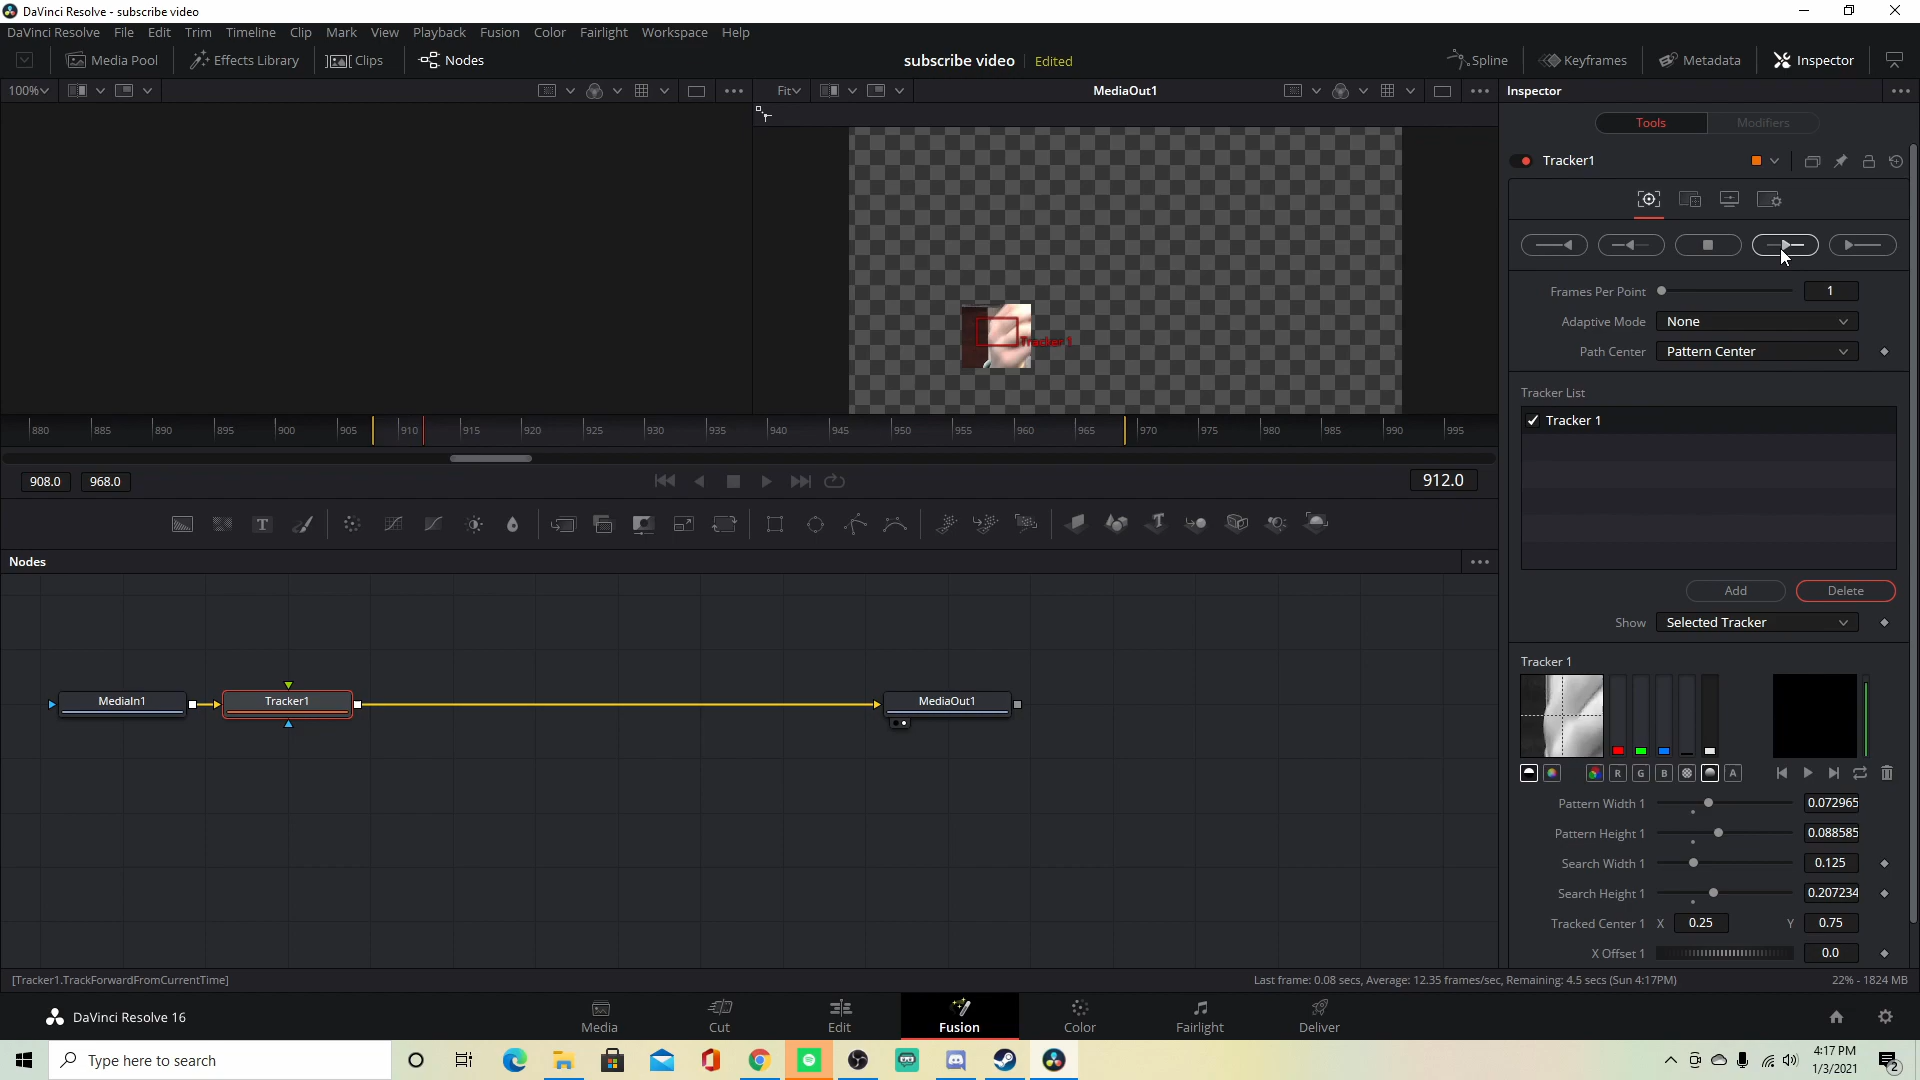 DaVinci Resolve - subscribe video
DaVinci Resolve File Edit Trim Timeline Clip Mark View Playback Fusion Color Fairlight Workspace Help
Media Pool Effects Library Clips Nodes subscribe video Edited Spline Keyframes Metadata Inspector
100% Fit MediaOut1 Inspector
Tools Modifiers
Tracker1
Frames Per Point 1
Adaptive Mode None
Path Center Pattern Center
Tracker 1
Tracker List
Tracker 1
880 885 890 895 900 905 910 915 920 925 930 935 940 945 950 955 960 965 970 975 980 985 990 995
908.0 968.0 912.0
T T
Nodes
Add Delete
Show Selected Tracker
Tracker 1
MediaIn1 Tracker1 MediaOut1
R G B A
Pattern Width 1 0.072965
Pattern Height 1 0.088585
Search Width 1 0.125
Search Height 1 0.207234
Tracked Center 1 X 0.25 Y 0.75
X Offset 1 0.0
[Tracker1.TrackForwardFromCurrentTime] Last frame: 0.08 secs, Average: 12.35 frames/sec, Remaining: 4.5 secs (Sun 4:17PM) 22% - 1824 MB
DaVinci Resolve 16 Media Cut Edit Fusion Color Fairlight Deliver
Type here to search 4:17 PM
1/3/2021 2